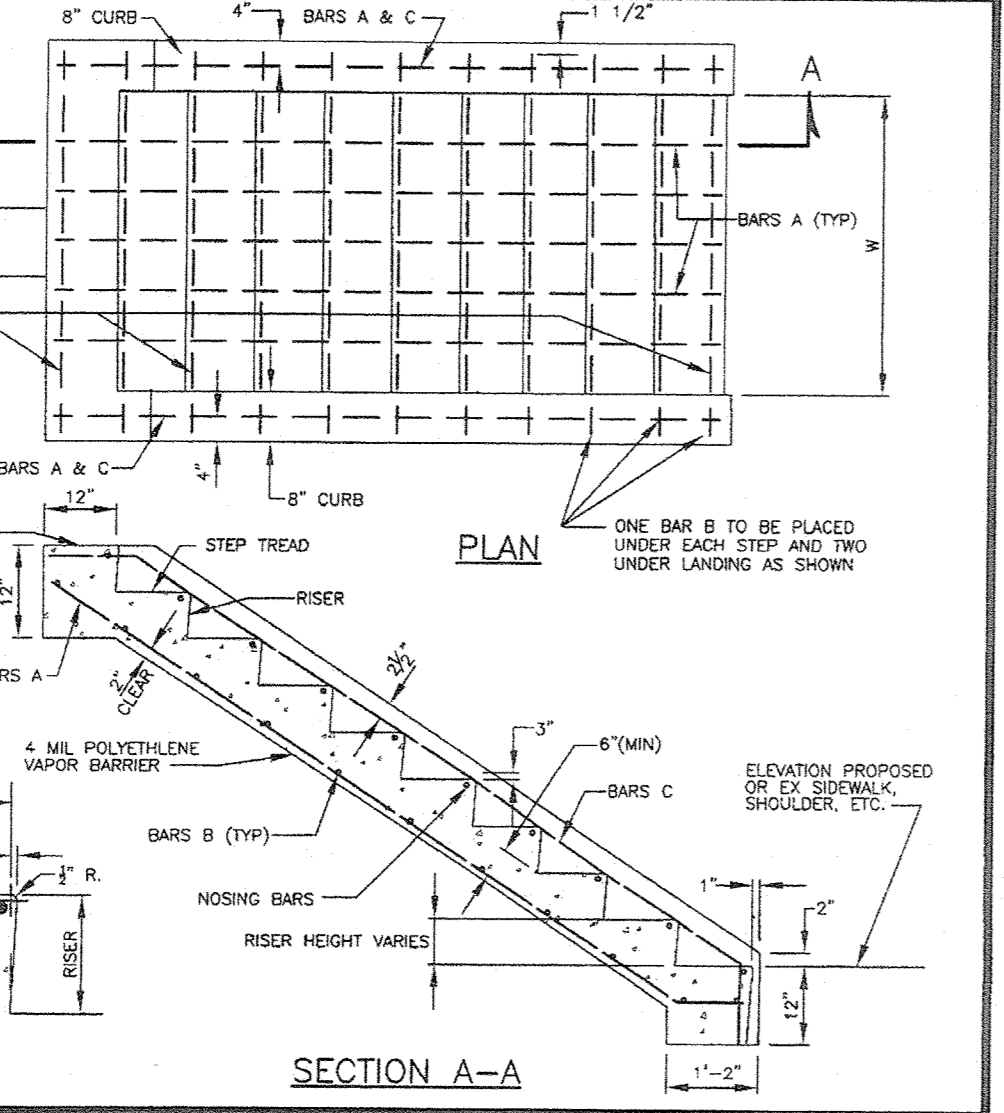 8" CURB
4"
BARS A & C
1 1/2"
A
BARS A (TYP)
W
BARS A & C
4"
8" CURB
PLAN
ONE BAR B TO BE PLACED
UNDER EACH STEP AND TWO
UNDER LANDING AS SHOWN
12"
STEP TREAD
RISER
12"
RS A
2"
CLEAR
2½"
3"
6"(MIN)
4 MIL POLYETHLENE
VAPOR BARRIER
BARS C
ELEVATION PROPOSED
OR EX SIDEWALK,
SHOULDER, ETC.
BARS B (TYP)
½" R.
NOSING BARS
1"
2"
RISER
RISER HEIGHT VARIES
12"
1'-2"
SECTION A-A